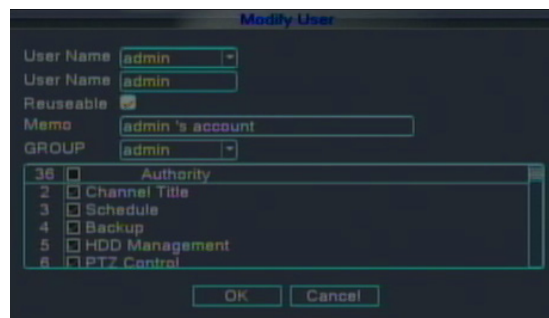 Modify User
User Name admin
User Name admin
Reuseable
Memo admin 's account
GROUP admin
36 Authority
2 Channel Title
3 Schedule
4 Backup
5 HDD Management
6 PTZ Control
OK Cancel